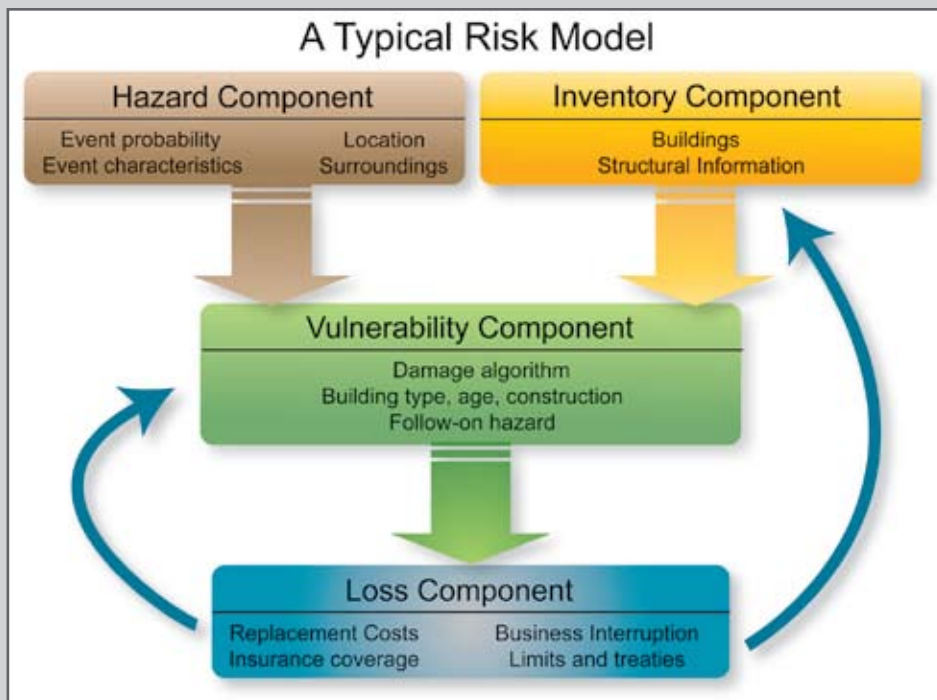 A Typical Risk Model
Hazard Component
Event probability
Event characteristics
Location
Surroundings
Inventory Component
Buildings
Structural Information
Vulnerability Component
Damage algorithm
Building type, age, construction
Follow-on hazard
Loss Component
Replacement Costs
Insurance coverage
Business Interruption
Limits and treaties